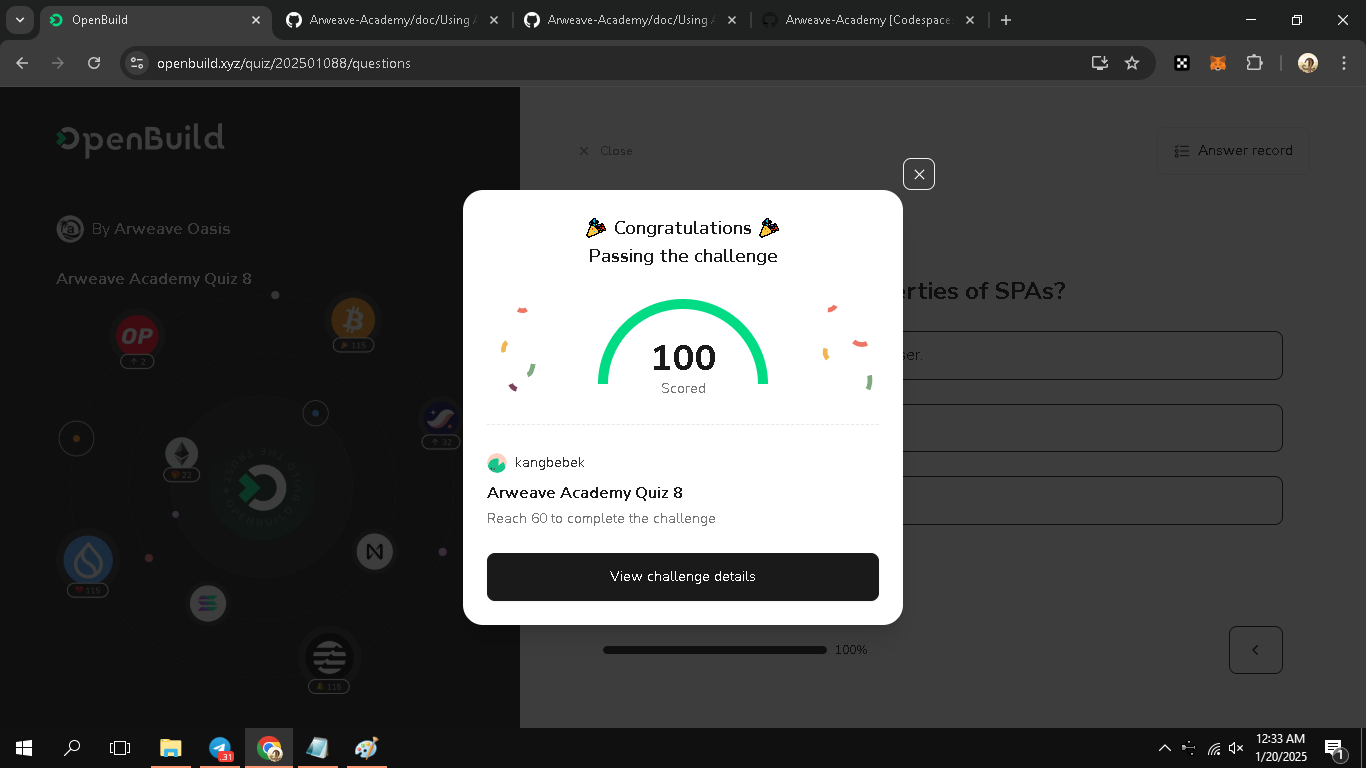 OpenBuild
Arweave-Academy/doc/Using
Arweave-Academy/doc/Using
Arweave-Academy [Codespace
openbuild.xyz/quiz/202501088/questions
OpenBuild
Close
Answer record
By Arweave Oasis
Arweave Academy Quiz 8
Congratulations
Passing the challenge
erties of SPAs?
ser.
100
Scored
kangbebek
Arweave Academy Quiz 8
Reach 60 to complete the challenge
View challenge details
100%
OP
2
115
32
22
115
115
31
12:33 AM
1/20/2025
1